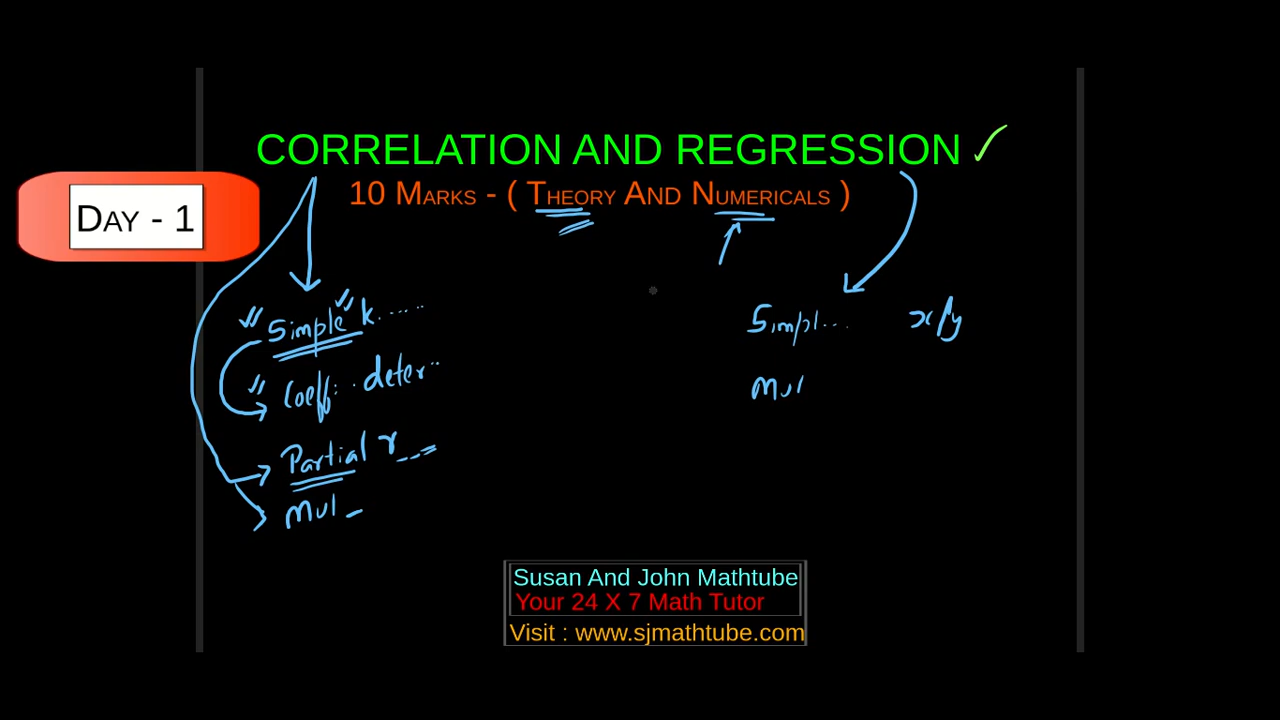 CORRELATION AND REGRESSION
10 MARKS - ( THEORY AND NUMERICALS )
DAY - 1
Simple k......
Coeff. . deter..
Partial r
mul
Simpl... x/y
mul
Susan And John Mathtube
Your 24 X 7 Math Tutor
Visit : www.sjmathtube.com